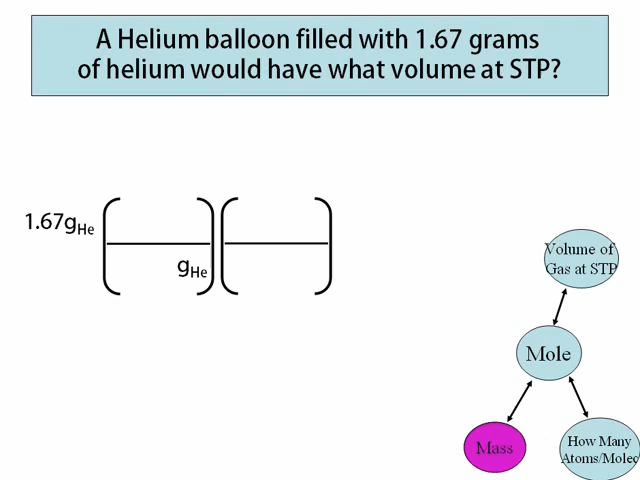 A Helium balloon filled with 1.67 grams
of helium would have what volume at STP?
1.67gHe
gHe
Volume of
Gas at STP
Mole
Mass
How Many
Atoms/Molec